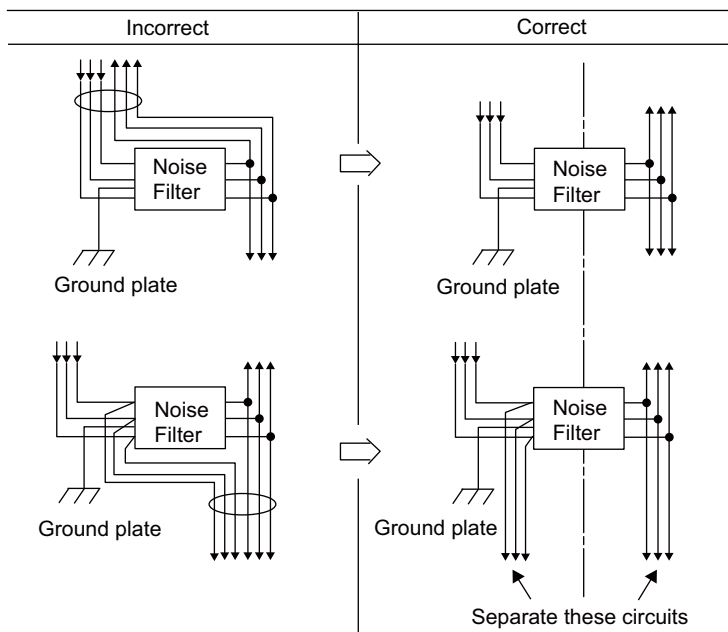 Incorrect
Correct
Noise
Filter
Ground plate
Noise
Filter
Ground plate
Noise
Filter
Ground plate
Noise
Filter
Ground plate
Separate these circuits